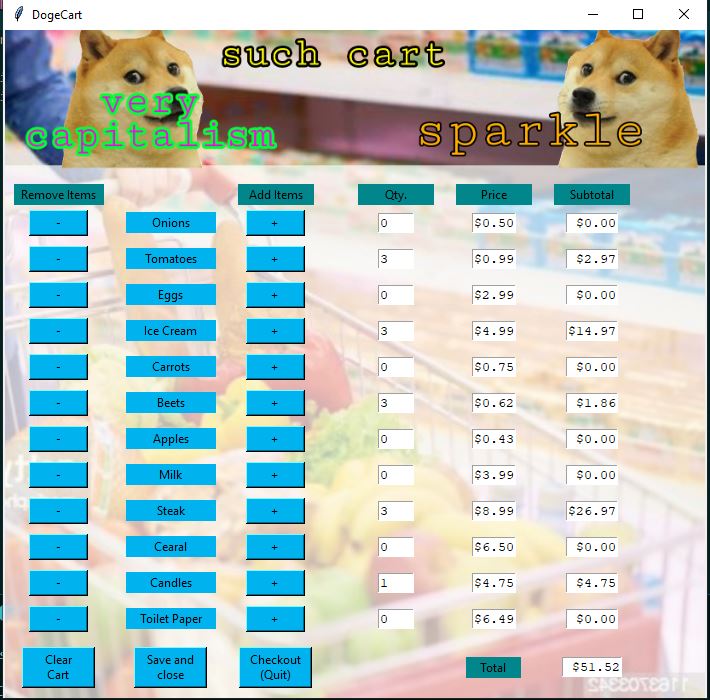 DogeCart
such cart
very
capitalism
sparkle
Remove Items Add Items Qty. Price Subtotal
- Onions + 0 $0.50 $0.00
- Tomatoes + 3 $0.99 $2.97
- Eggs + 0 $2.99 $0.00
- Ice Cream + 3 $4.99 $14.97
- Carrots + 0 $0.75 $0.00
- Beets + 3 $0.62 $1.86
- Apples + 0 $0.43 $0.00
- Milk + 0 $3.99 $0.00
- Steak + 3 $8.99 $26.97
- Cearal + 0 $6.50 $0.00
- Candles + 1 $4.75 $4.75
- Toilet Paper + 0 $6.49 $0.00
Clear
Cart
Save and
close
Checkout
(Quit)
Total $51.52
1163703342